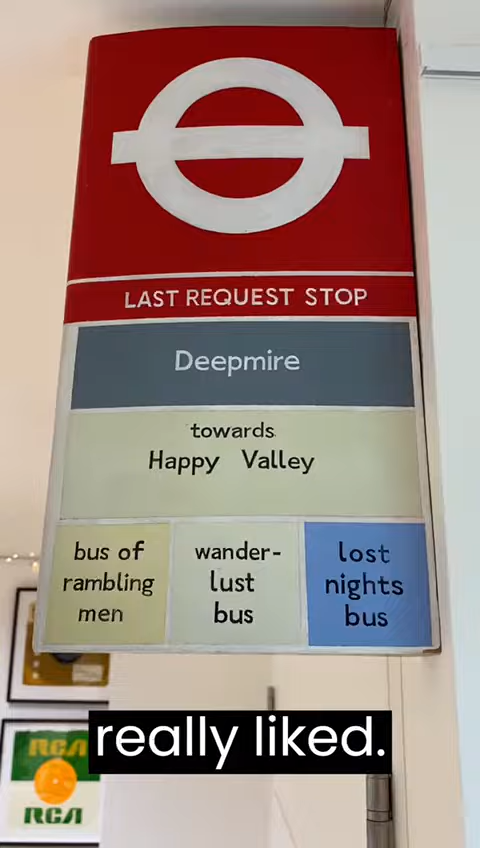 LAST REQUEST STOP
Deepmire
towards
Happy Valley
bus of
rambling
men
wander-
lust
bus
lost
nights
bus
RCA
RCA
really liked.